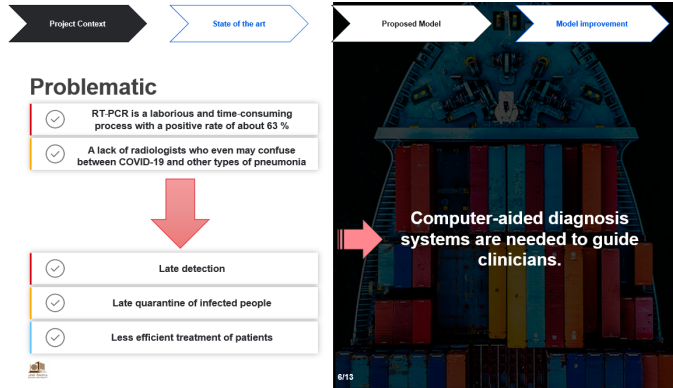 Project Context
State of the art
Proposed Model
Model improvement
Problematic
RT-PCR is a laborious and time-consuming
process with a positive rate of about 63 %
A lack of radiologists who even may confuse
between COVID-19 and other types of pneumonia
Late detection
Late quarantine of infected people
Less efficient treatment of patients
Computer-aided diagnosis
systems are needed to guide
clinicians.
6/13